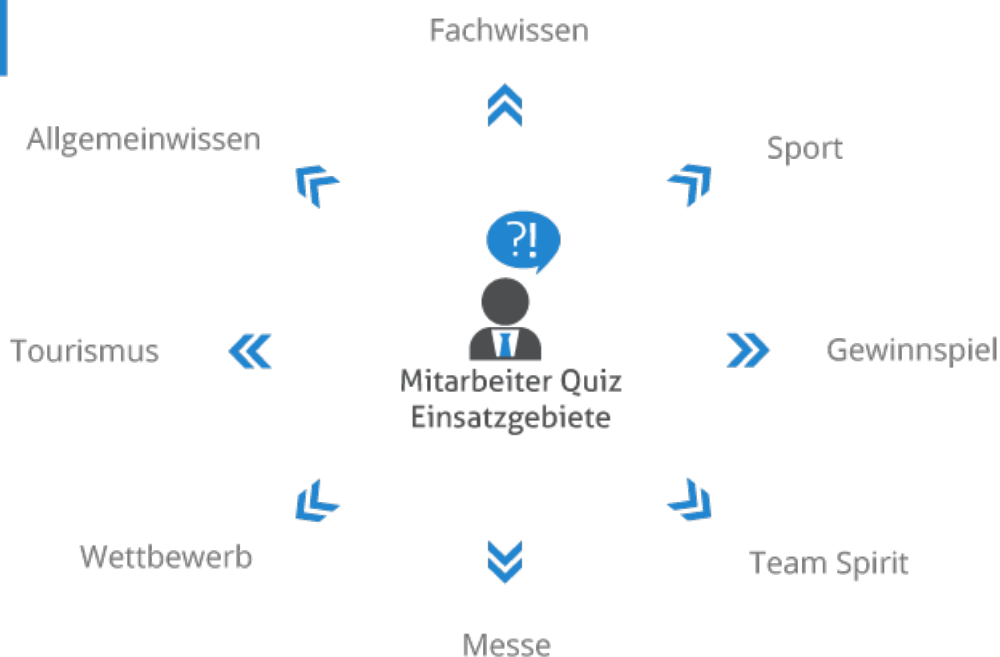 Fachwissen
Allgemeinwissen
Sport
?!
Tourismus
Gewinnspiel
Mitarbeiter Quiz
Einsatzgebiete
Wettbewerb
Team Spirit
Messe